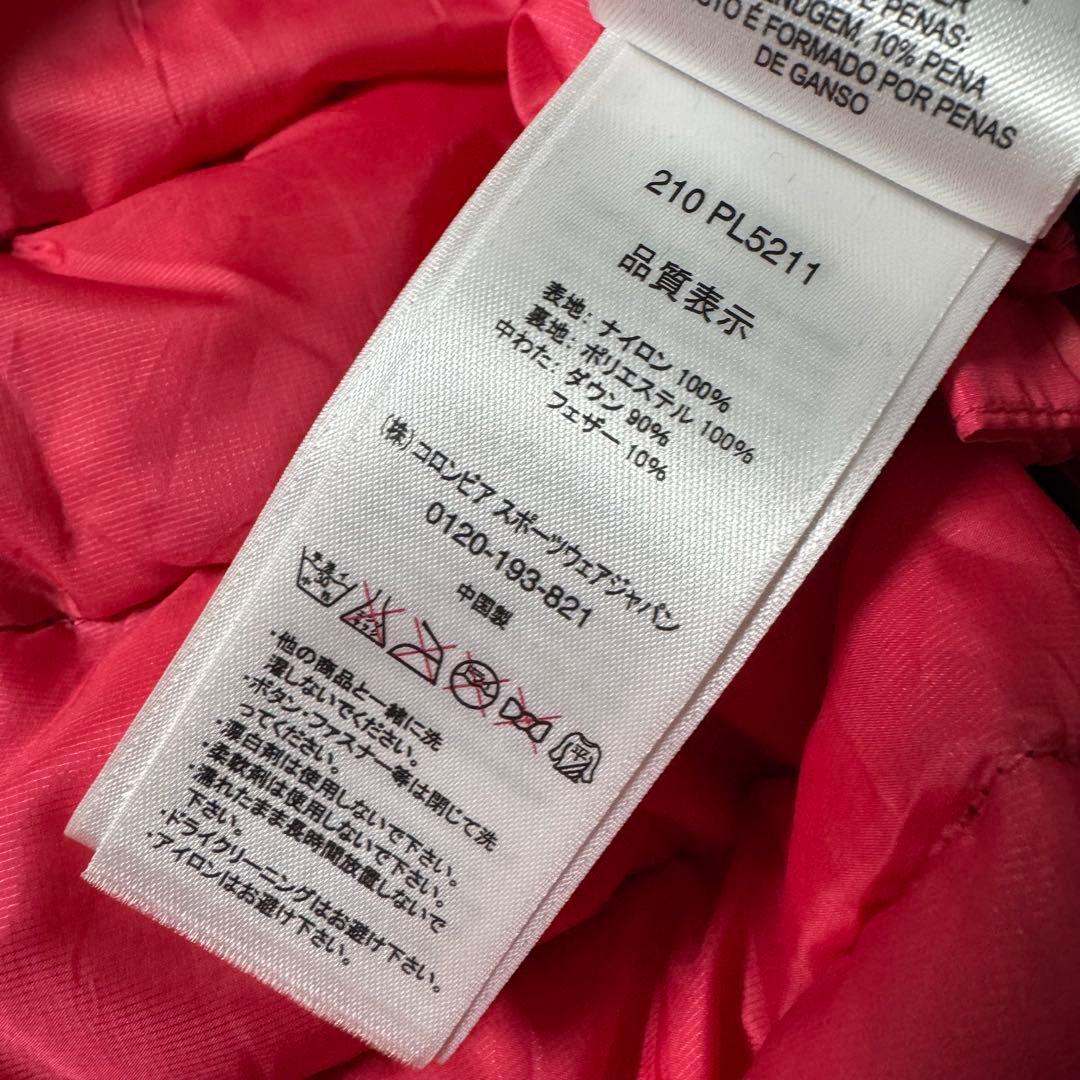 E PENAS:
NUGEM, 10% PENA
STO É FORMADO POR PENAS
DE GANSO
210 PL5211
品質表示
表地: ナイロン 100%
裏地: ポリエステル 100%
中わた: ダウン 90%
フェザー 10%
(株)コロンビア スポーツウェアジャパン
0120-193-821
中国製
・他の商品と一緒に洗
濯しないでください。
・ボタン・ファスナー等は閉じて洗
ってください。
・漂白剤は使用しないで下さい。
・柔軟剤は使用しないで下さい。
・濡れたまま長時間放置しないで
下さい。
・ドライクリーニングはお避け下さい。
・アイロンはお避け下さい。